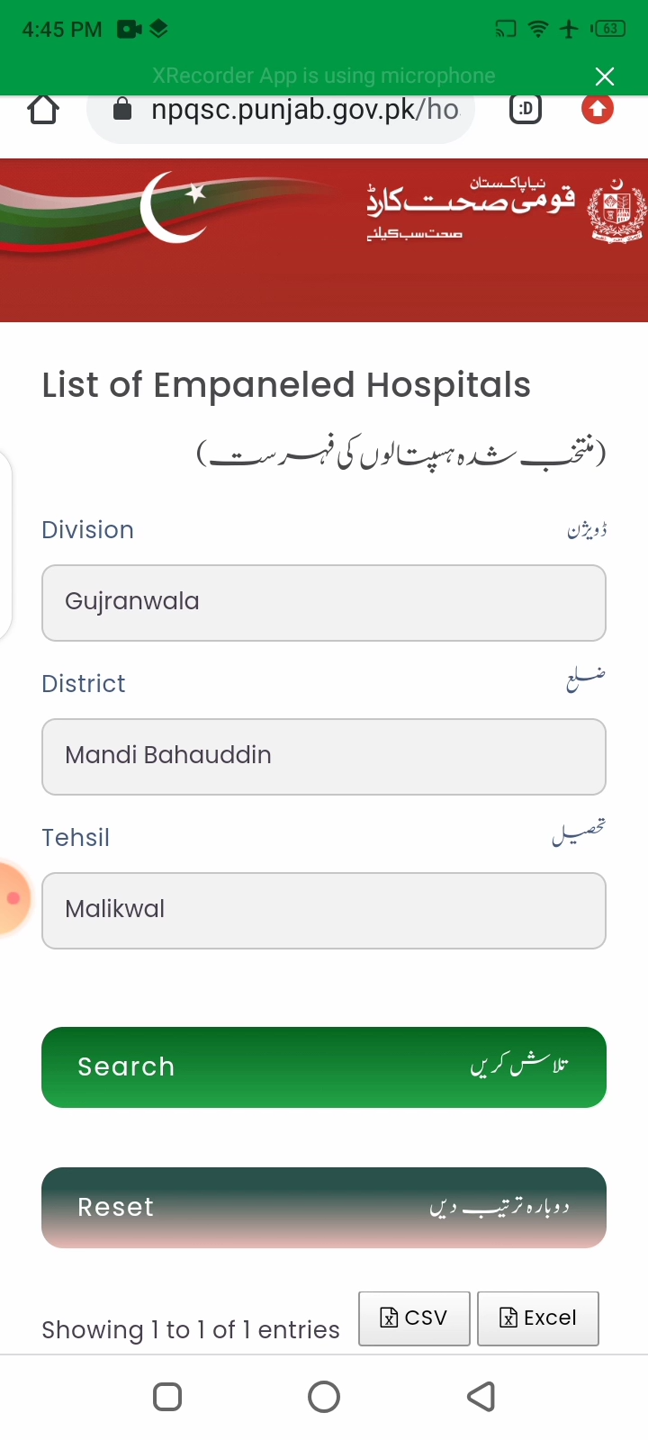 4:45 PM
63
XRecorder App is using microphone
npqsc.punjab.gov.pk/ho
:D
نیا پاکستان
قومی صحت کارڈ
صحت سب کیلئے
List of Empaneled Hospitals
(منتخب شدہ ہسپتالوں کی فہرست)
Division ڈویژن
Gujranwala
District ضلع
Mandi Bahauddin
Tehsil تحصیل
Malikwal
Search تلاش کریں
Reset دوبارہ ترتیب دیں
Showing 1 to 1 of 1 entries CSV Excel